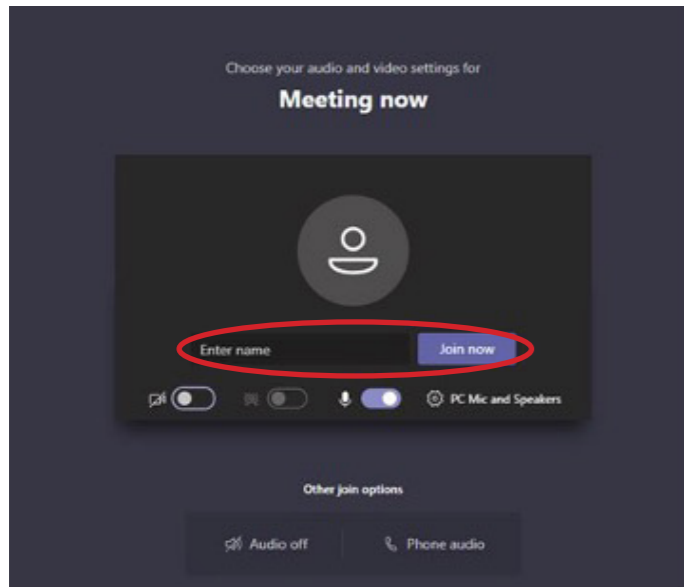 Choose your audio and video settings for
Meeting now
Enter name
Join now
PC Mic and Speakers
Other join options
Audio off
Phone audio